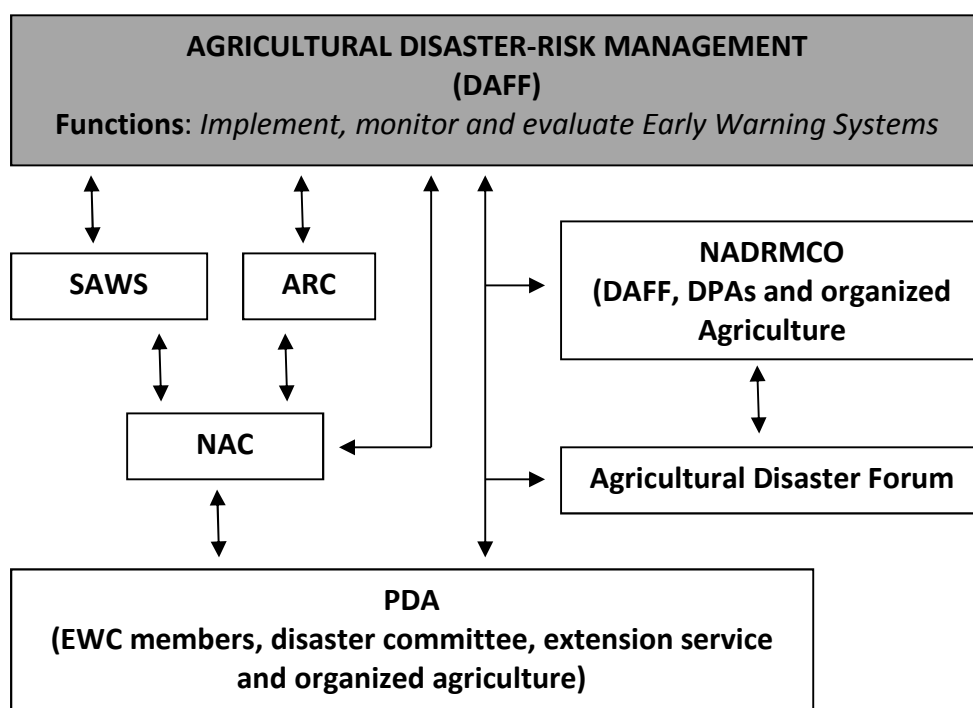 AGRICULTURAL DISASTER-RISK MANAGEMENT
(DAFF)
Functions: Implement, monitor and evaluate Early Warning Systems
SAWS
ARC
NADRMCO
(DAFF, DPAs and organized
Agriculture
NAC
Agricultural Disaster Forum
PDA
(EWC members, disaster committee, extension service
and organized agriculture)